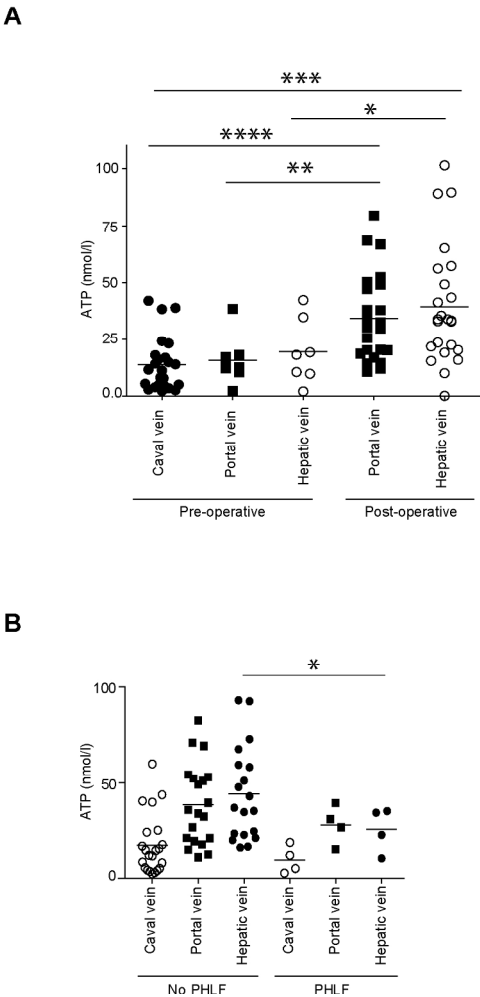 A
***
*
****
**
100
75
50
25
0.0
ATP (nmol/l)
Caval vein
Portal vein
Hepatic vein
Portal vein
Hepatic vein
Pre-operative
Post-operative
B
*
100
50
0
ATP (nmol/l)
Caval vein
Portal vein
Hepatic vein
Caval vein
Portal vein
Hepatic vein
No PHLF
PHLF